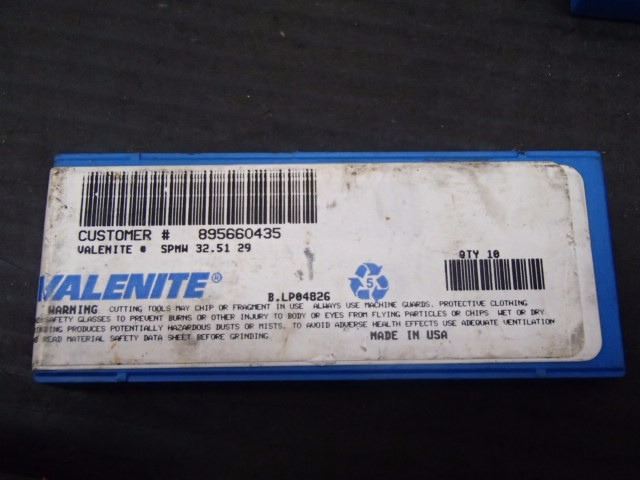 CUSTOMER # 895660435
VALENITE # SPMW 32.51 29
QTY 10
VALENITE®
B.LP04826
5
WARNING CUTTING TOOLS MAY CHIP OR FRAGMENT IN USE ALWAYS USE MACHINE GUARDS, PROTECTIVE CLOTHING
SAFETY GLASSES TO PREVENT BURNS OR OTHER INJURY TO BODY OR EYES FROM FLYING PARTICLES OR CHIPS WET OR DRY
PRODUCES POTENTIALLY HAZARDOUS DUSTS OR MISTS. TO AVOID ADVERSE HEALTH EFFECTS USE ADEQUATE VENTILATION
READ MATERIAL SAFETY DATA SHEET BEFORE GRINDING
MADE IN USA